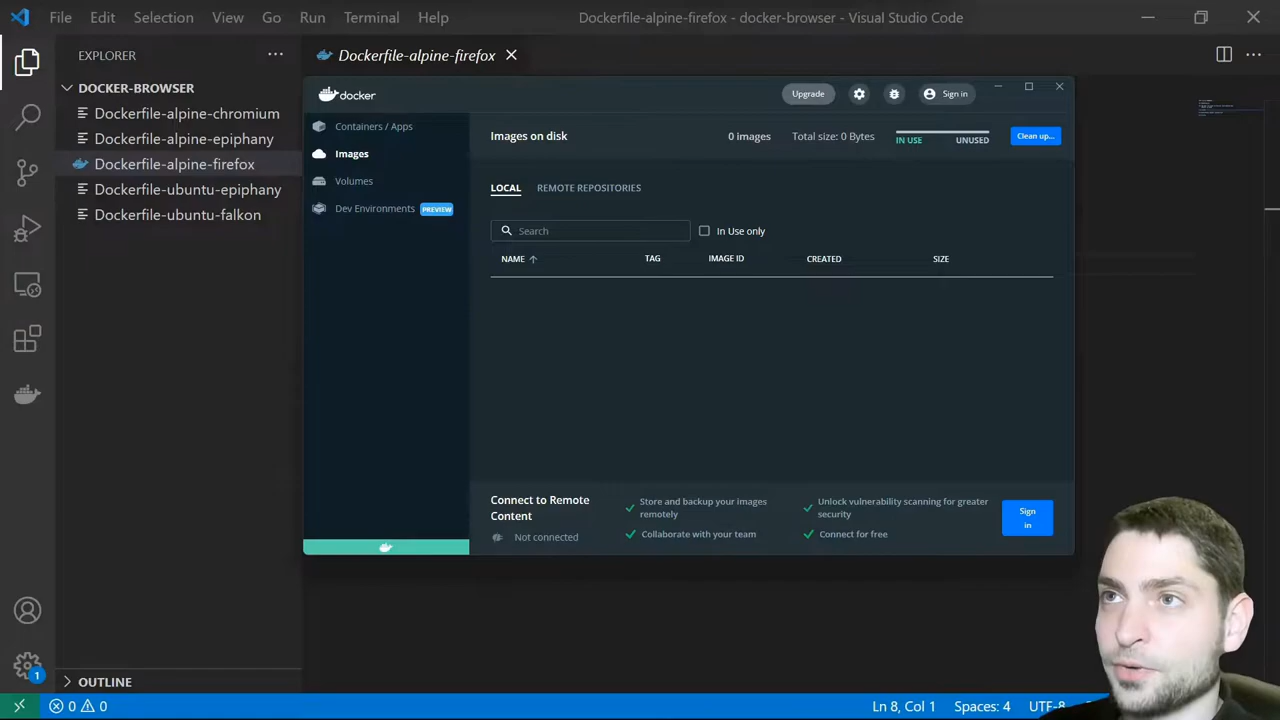 File Edit Selection View Go Run Terminal Help Dockerfile-alpine-firefox - docker-browser - Visual Studio Code
EXPLORER
Dockerfile-alpine-firefox
DOCKER-BROWSER
Dockerfile-alpine-chromium
Dockerfile-alpine-epiphany
Dockerfile-alpine-firefox
Dockerfile-ubuntu-epiphany
Dockerfile-ubuntu-falkon
docker
Upgrade
Sign in
Containers / Apps
Images
Volumes
Dev Environments PREVIEW
Images on disk
0 images
Total size: 0 Bytes
IN USE UNUSED
Clean up...
LOCAL REMOTE REPOSITORIES
Search
In Use only
NAME TAG IMAGE ID CREATED SIZE
Connect to Remote
Content
Not connected
Store and backup your images
remotely
Collaborate with your team
Unlock vulnerability scanning for greater
security
Connect for free
Sign
in
OUTLINE
1
0 0
Ln 8, Col 1 Spaces: 4 UTF-8